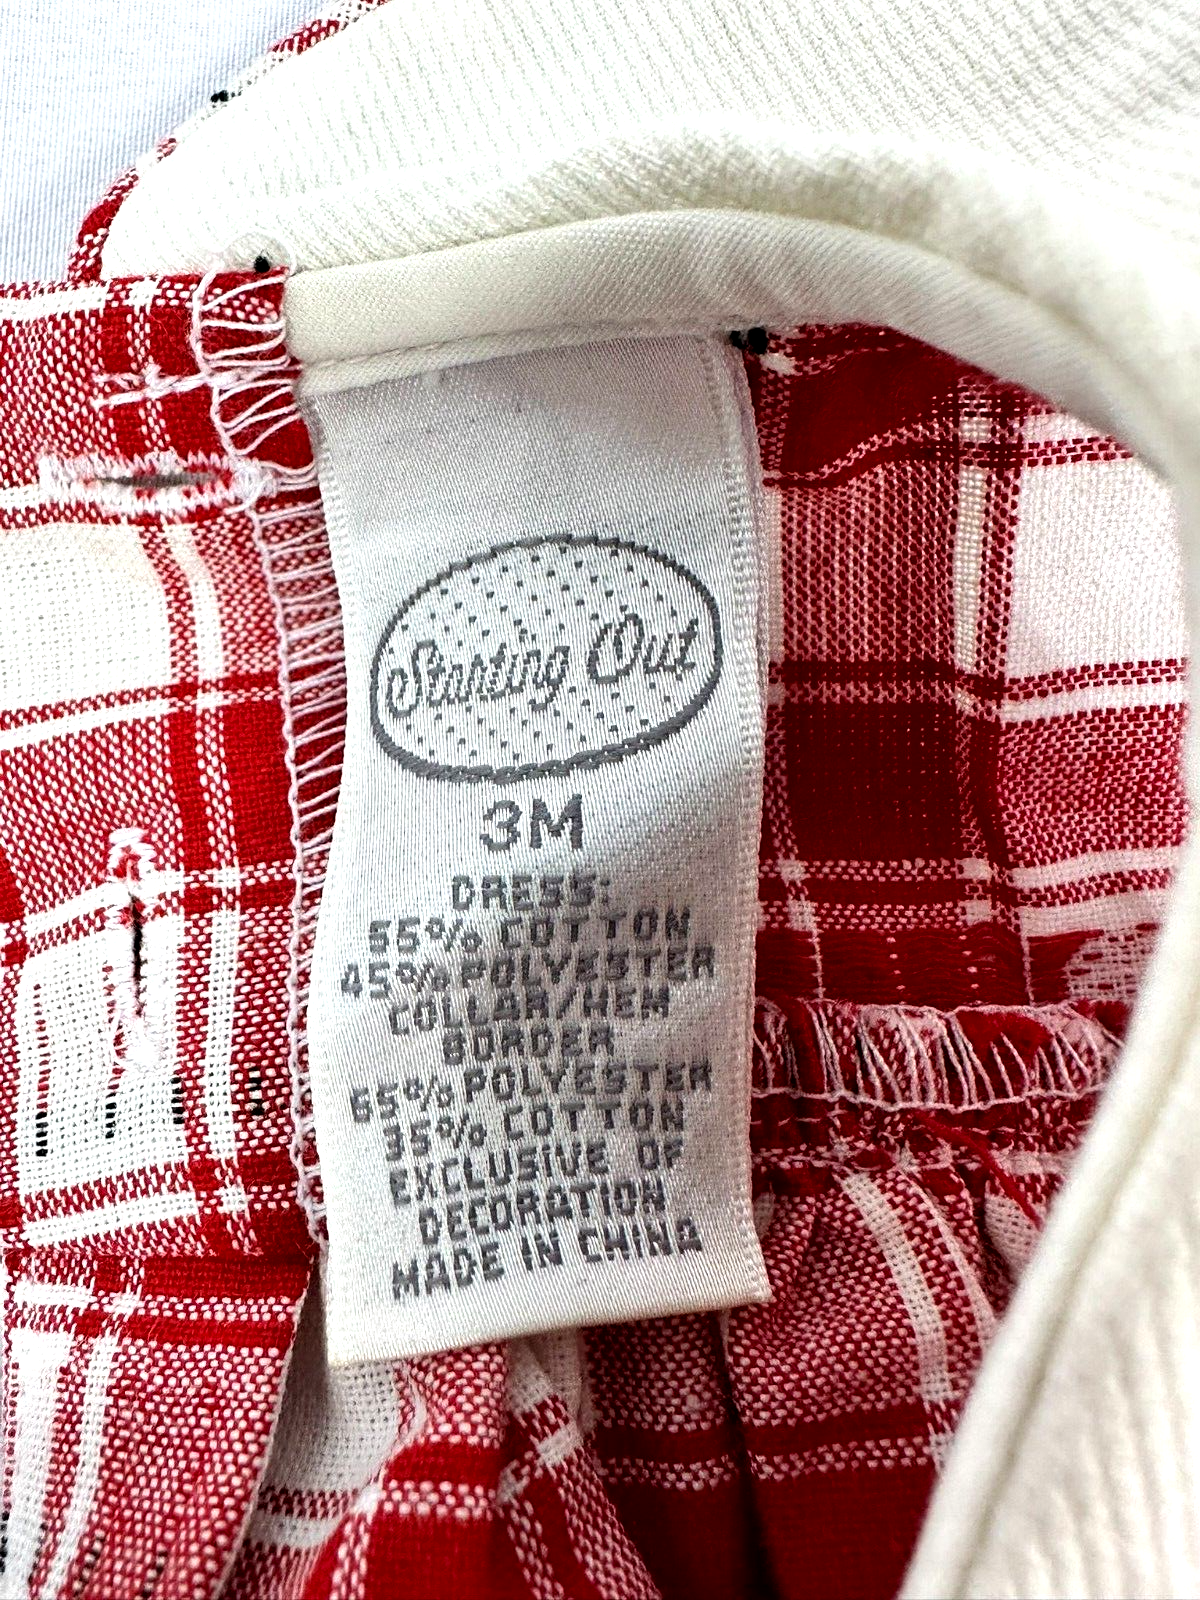 Starting Out
3M
DRESS:
55% COTTON
45% POLYESTER
COLLAR/HEM
BORDER
65% POLYESTER
35% COTTON
EXCLUSIVE OF
DECORATION
MADE IN CHINA